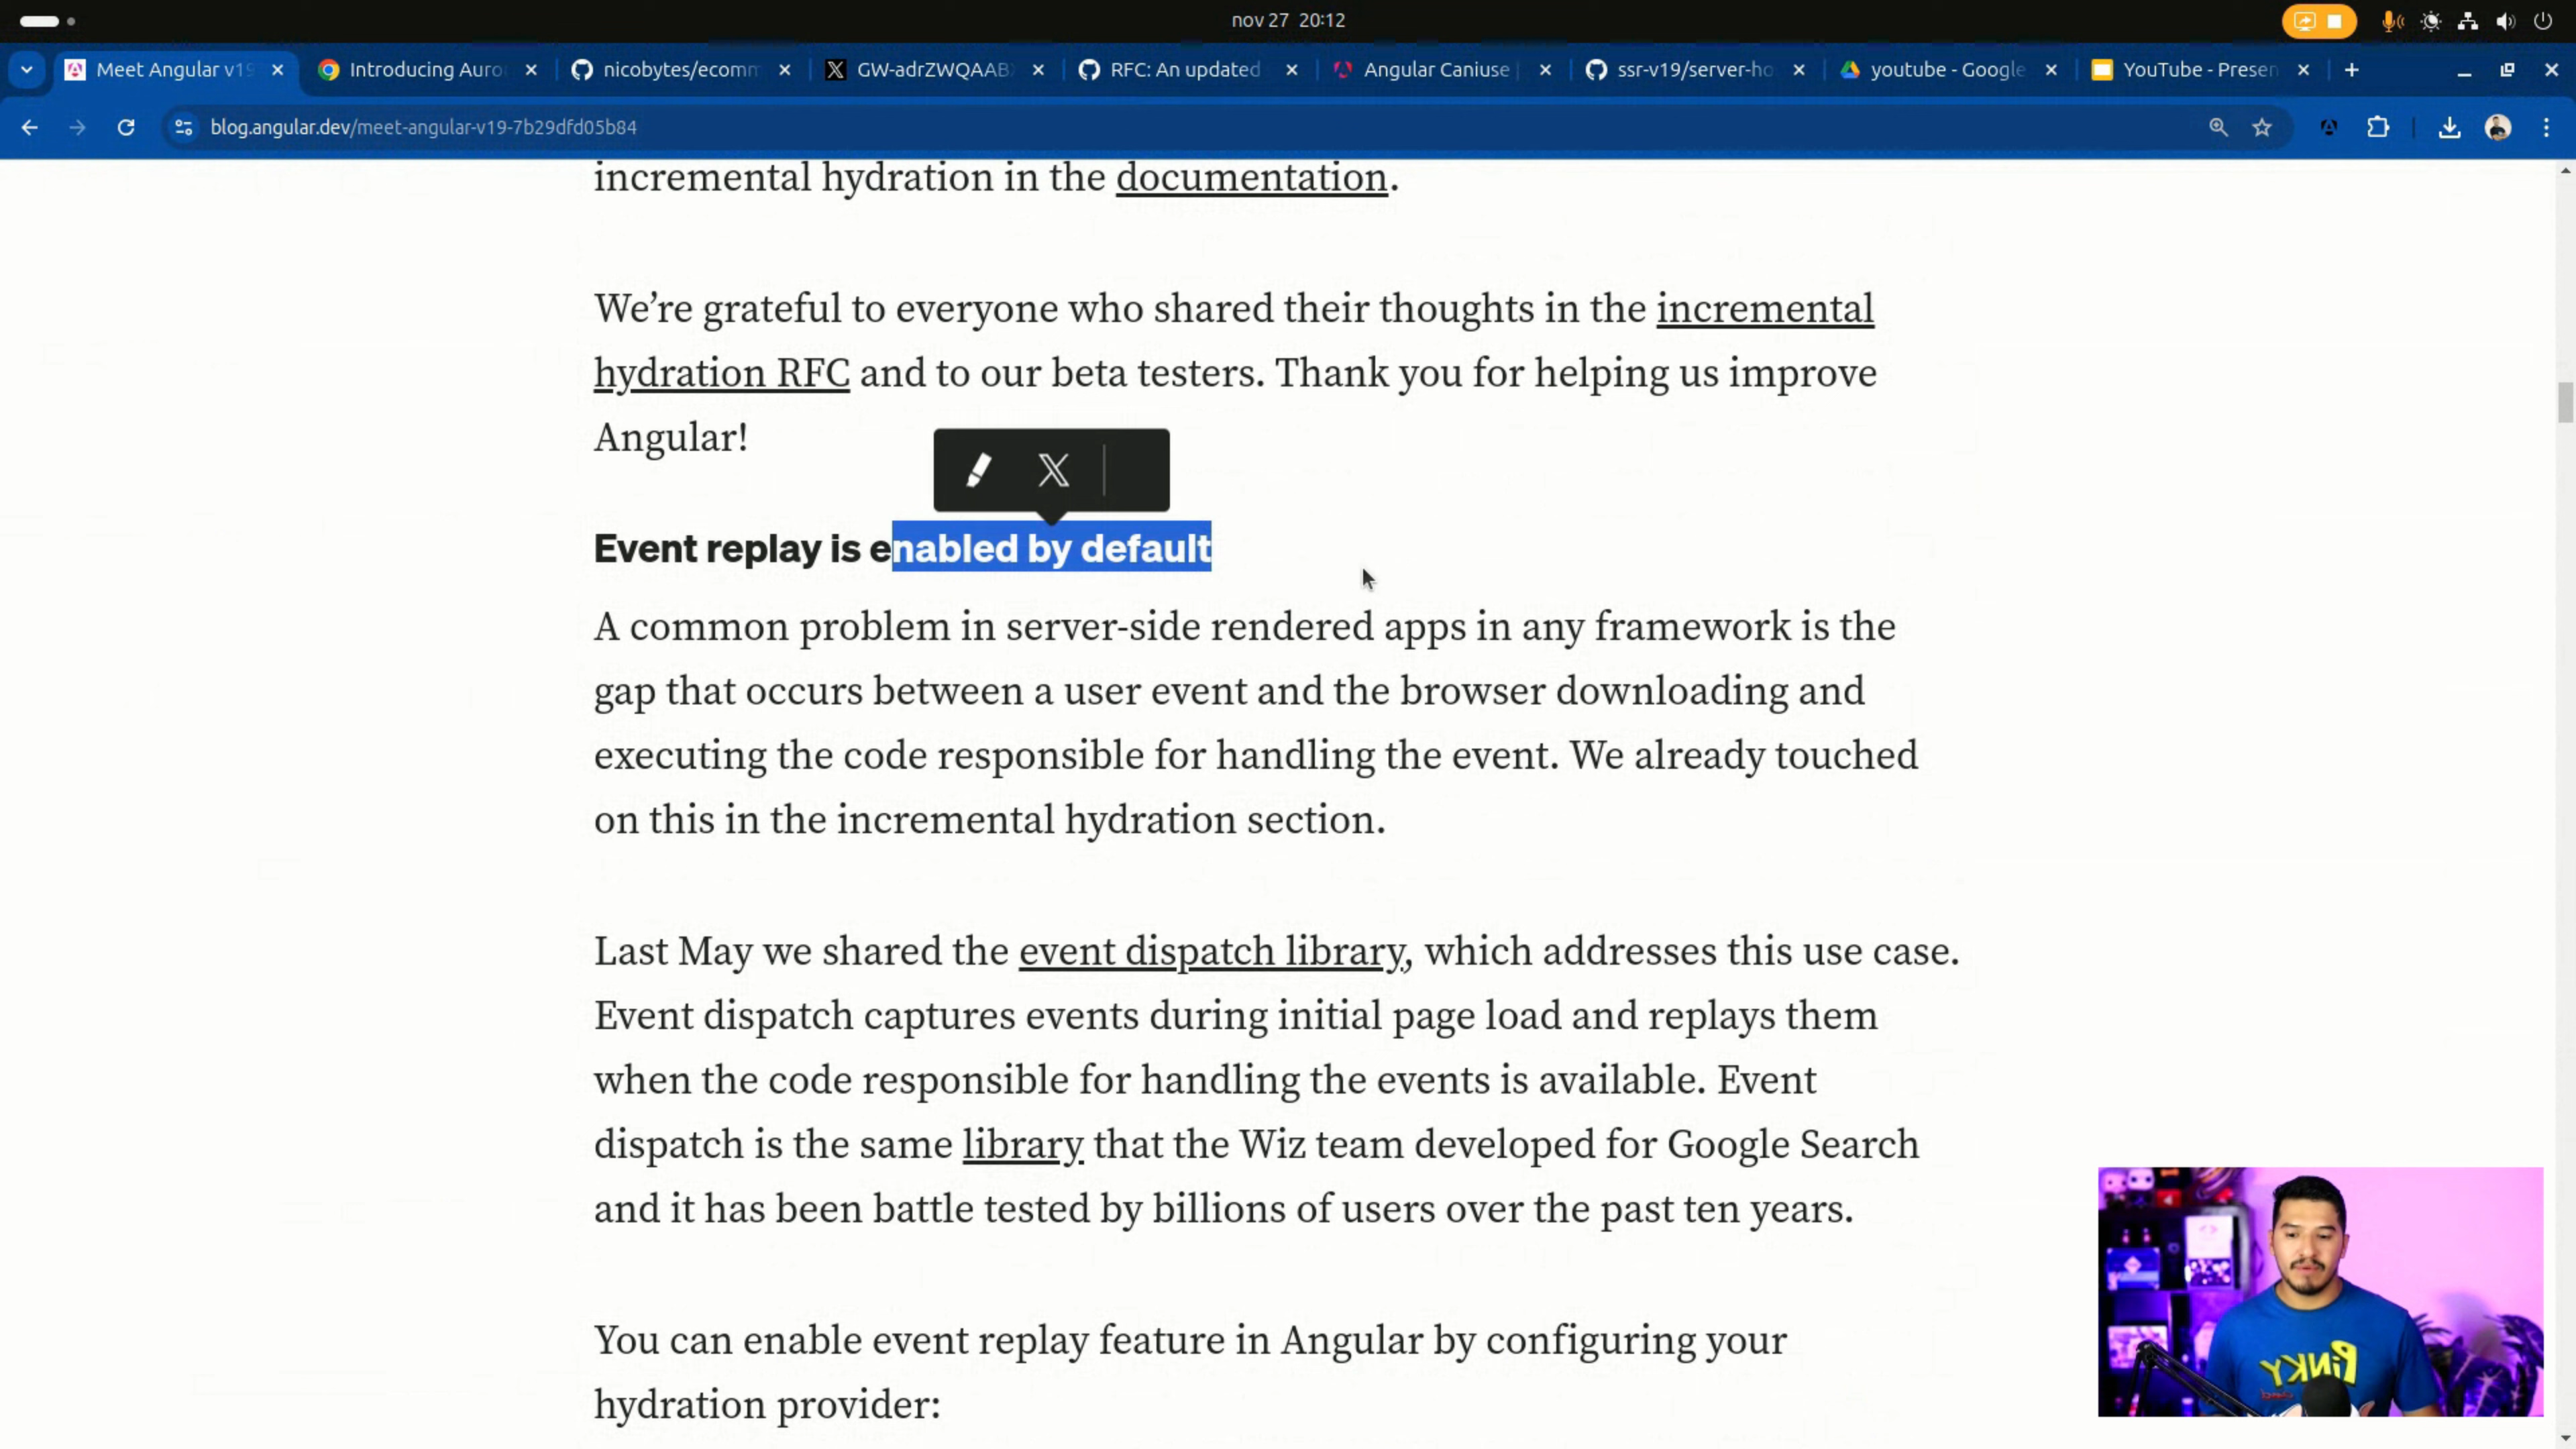 nov 27 20:12
Meet Angular v19
Introducing Auro
nicobytes/ecomm
GW-adrZWQAAB
RFC: An updated
Angular Caniuse
ssr-v19/server-ho
youtube - Google
YouTube - Presen
blog.angular.dev/meet-angular-v19-7b29dfd05b84
incremental hydration in the documentation.
We’re grateful to everyone who shared their thoughts in the incremental
hydration RFC and to our beta testers. Thank you for helping us improve
Angular!
Event replay is enabled by default
A common problem in server-side rendered apps in any framework is the
gap that occurs between a user event and the browser downloading and
executing the code responsible for handling the event. We already touched
on this in the incremental hydration section.
Last May we shared the event dispatch library, which addresses this use case.
Event dispatch captures events during initial page load and replays them
when the code responsible for handling the events is available. Event
dispatch is the same library that the Wiz team developed for Google Search
and it has been battle tested by billions of users over the past ten years.
You can enable event replay feature in Angular by configuring your
hydration provider:
PiNKY